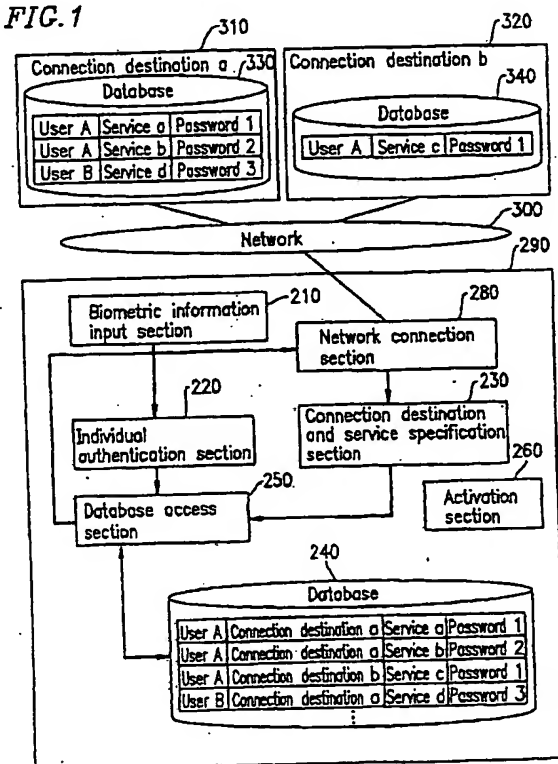 FIG. 1
310
320
Connection destination a
330
Database
User A Service a Password 1
User A Service b Password 2
User B Service d Password 3
Connection destination b
340
Database
User A Service c Password 1
300
Network
290
Biometric information
input section
210
280
Network connection
section
220
Individual
authentication section
230
Connection destination
and service specification
section
250
Database access
section
260
Activation
section
240
Database
User A Connection destination a Service a Password 1
User A Connection destination a Service b Password 2
User A Connection destination b Service c Password 1
User B Connection destination a Service d Password 3